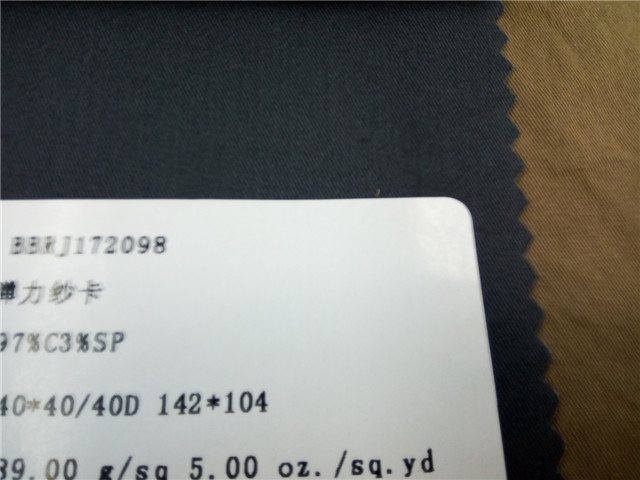 BBRJ172098
弹力纱卡
97%C3%SP
40*40/40D 142*104
89.00 g/sq 5.00 oz./sq.yd